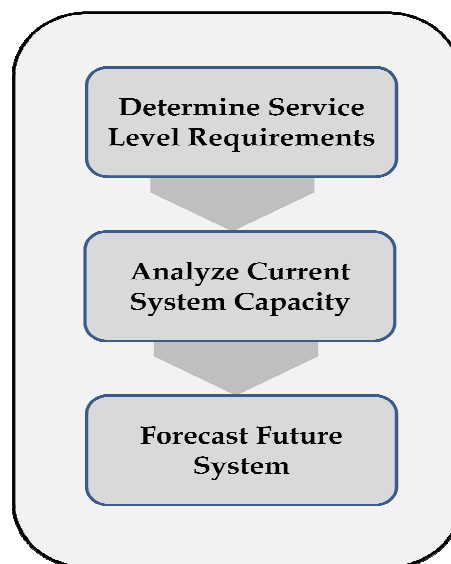 Determine Service
Level Requirements
Analyze Current
System Capacity
Forecast Future
System